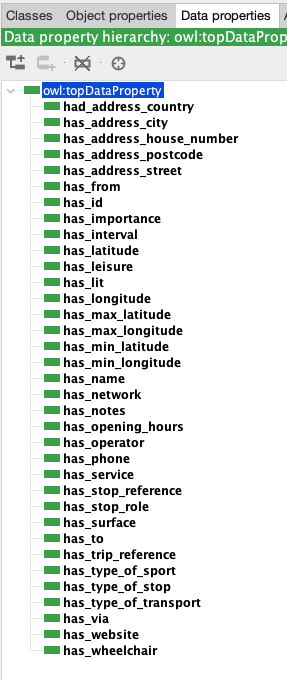 Classes Object properties Data properties
Data property hierarchy: owl:topDataProp
owl:topDataProperty
had_address_country
has_address_city
has_address_house_number
has_address_postcode
has_address_street
has_from
has_id
has_importance
has_interval
has_latitude
has_leisure
has_lit
has_longitude
has_max_latitude
has_max_longitude
has_min_latitude
has_min_longitude
has_name
has_network
has_notes
has_opening_hours
has_operator
has_phone
has_service
has_stop_reference
has_stop_role
has_surface
has_to
has_trip_reference
has_type_of_sport
has_type_of_stop
has_type_of_transport
has_via
has_website
has_wheelchair